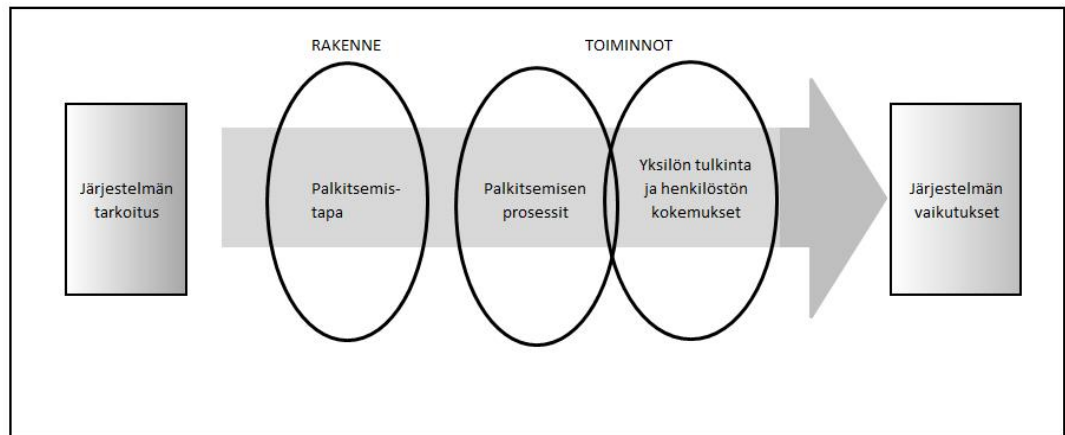 RAKENNE
TOIMINNOT
Järjestelmän
tarkoitus
Palkitsemis-
tapa
Palkitsemisen
prosessit
Yksilön tulkinta
ja henkilöstön
kokemukset
Järjestelmän
vaikutukset